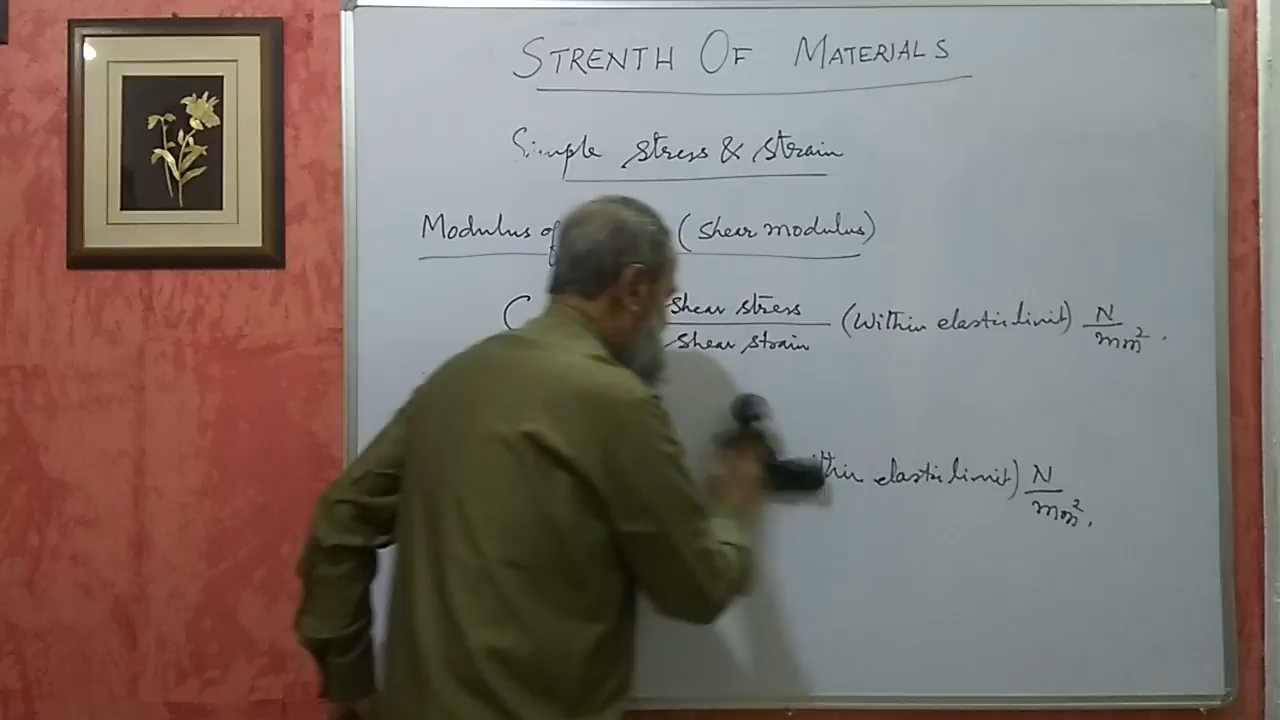 STRENTH OF MATERIALS
Simple stress & strain
Modulus of (shear modulus)
C shear stress / shear strain (Within elastic limit) N / mm².
elastic limit) N / mm².